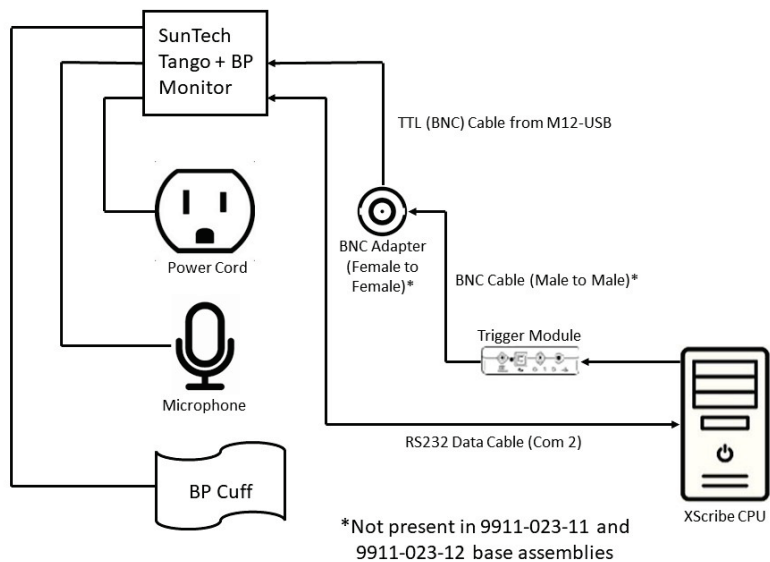 SunTech
Tango + BP
Monitor
TTL (BNC) Cable from M12-USB
BNC Adapter
(Female to
Female)*
Power Cord
BNC Cable (Male to Male)*
Trigger Module
Microphone
RS232 Data Cable (Com 2)
BP Cuff
XScribe CPU
*Not present in 9911-023-11 and
9911-023-12 base assemblies